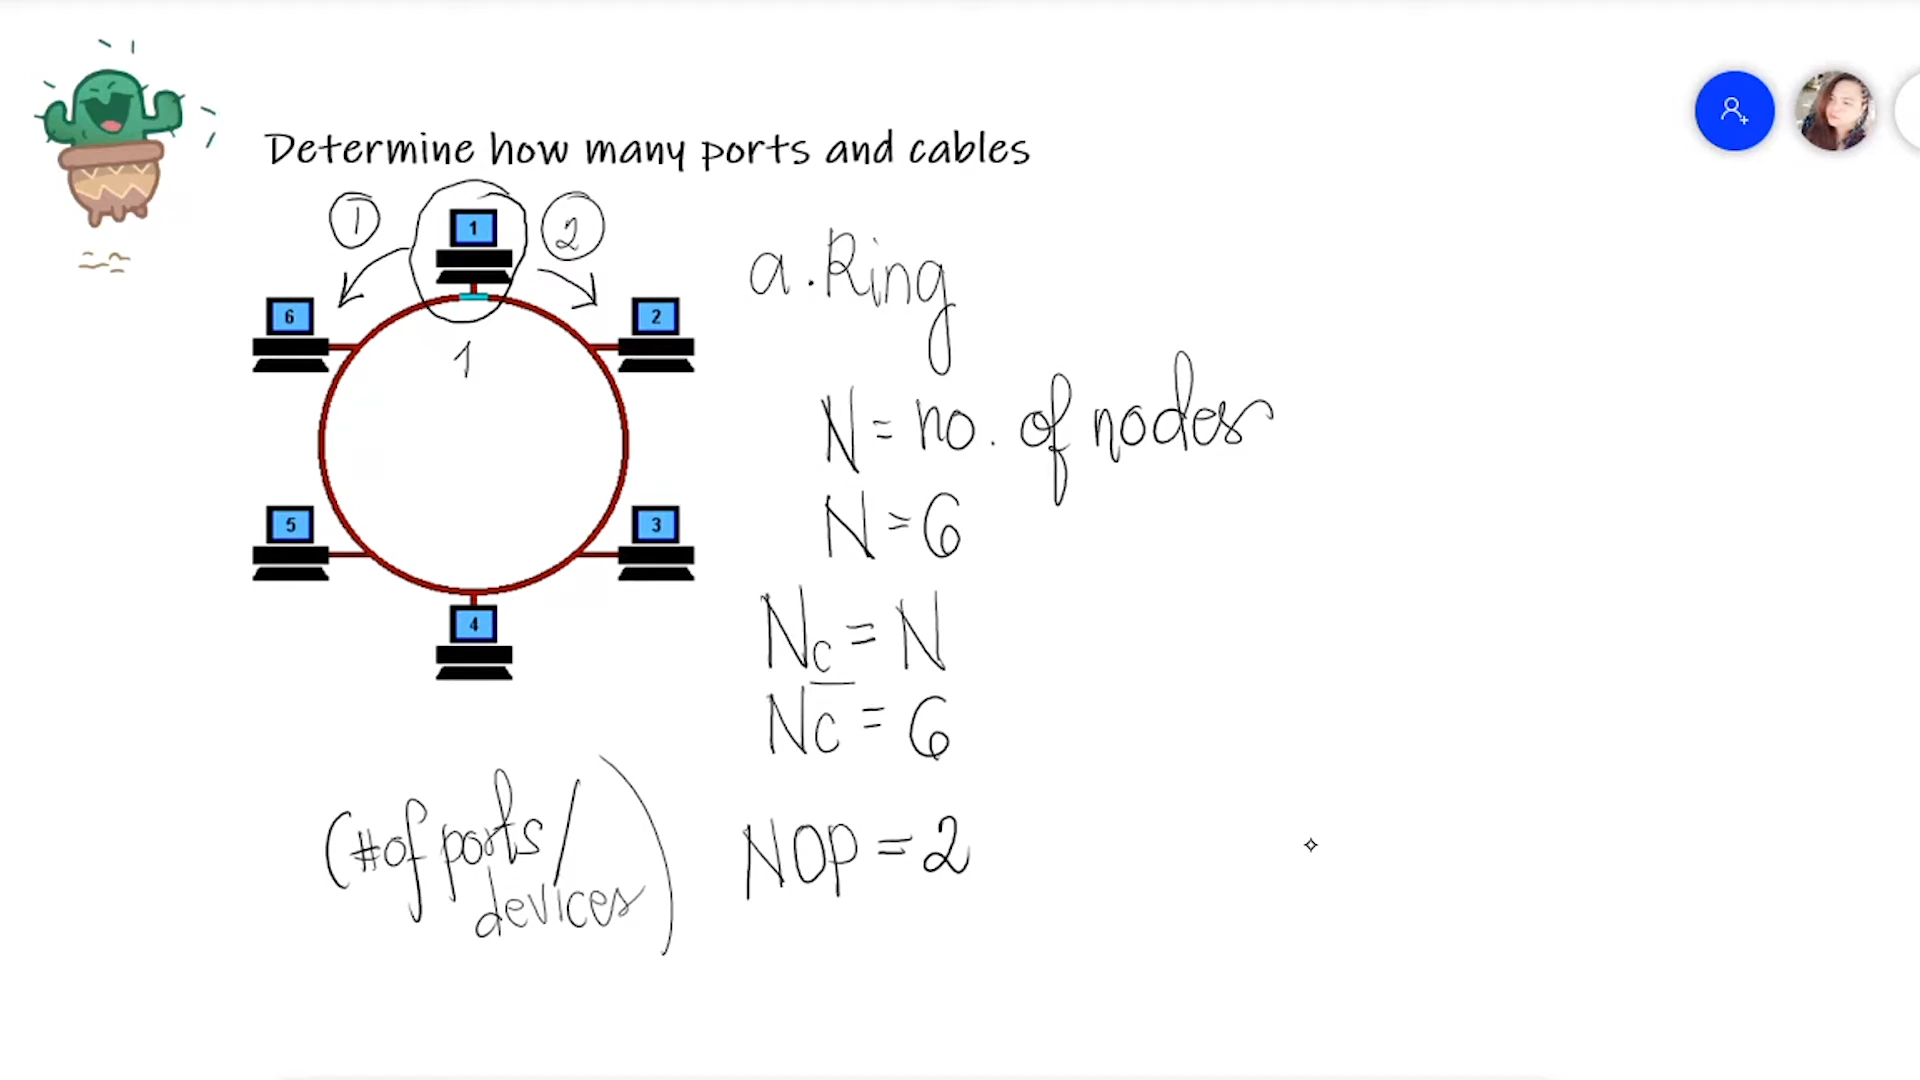 Determine how many ports and cables
1
1
2
6
2
1
5
3
4
a. Ring
N = no. of nodes
N = 6
Nc = N
Nc = 6
(# of ports/
devices)
NOP = 2